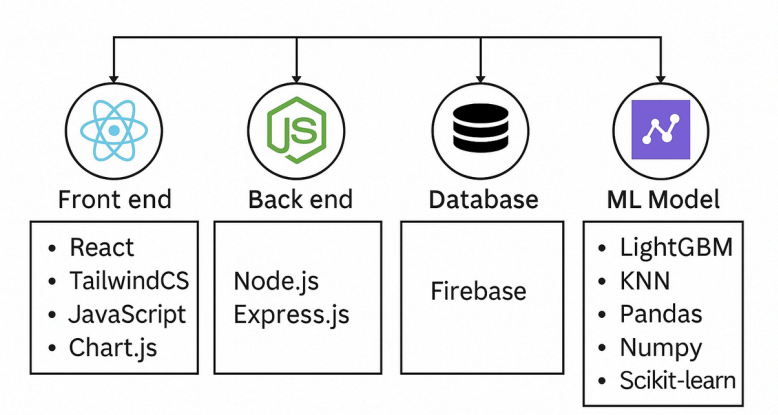 JS
Front end
Back end
Database
ML Model
• React
• TailwindCS
• JavaScript
• Chart.js
Node.js
Express.js
Firebase
• LightGBM
• KNN
• Pandas
• Numpy
• Scikit-learn